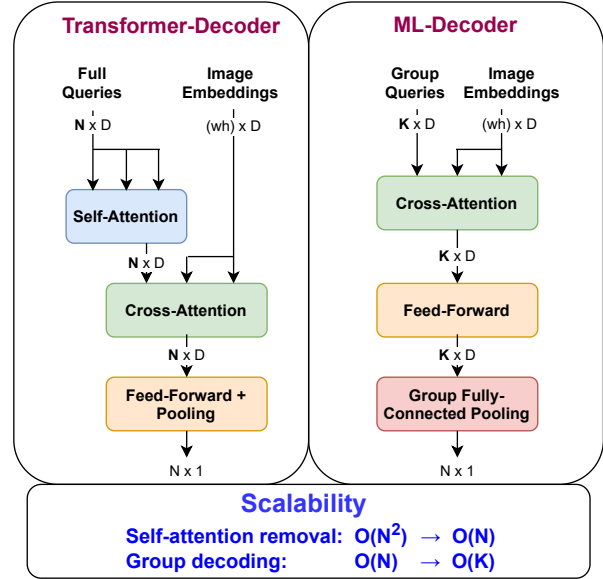 Transformer-Decoder
Full
Queries
Image
Embeddings
N x D
(wh) x D
Self-Attention
N x D
Cross-Attention
N x D
Feed-Forward +
Pooling
N x 1
ML-Decoder
Group
Queries
Image
Embeddings
K x D
(wh) x D
Cross-Attention
K x D
Feed-Forward
K x D
Group Fully-
Connected Pooling
N x 1
Scalability
Self-attention removal: O(N²) → O(N)
Group decoding: O(N) → O(K)